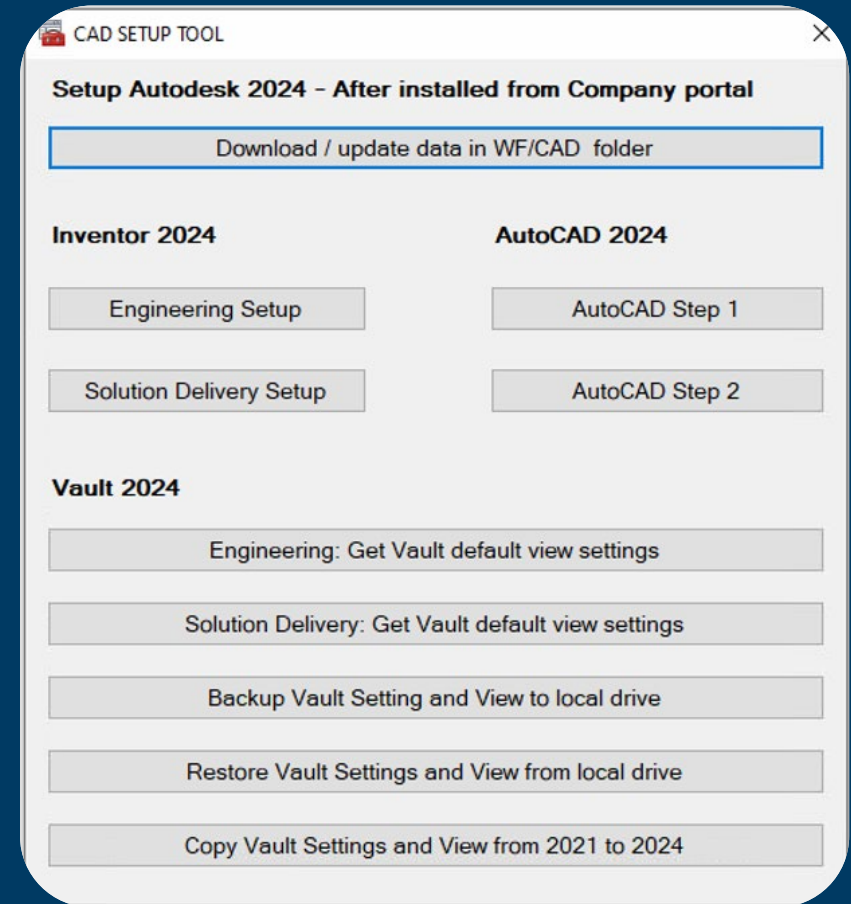 CAD SETUP TOOL
Setup Autodesk 2024 - After installed from Company portal
Download / update data in WF/CAD folder
Inventor 2024
AutoCAD 2024
Engineering Setup
AutoCAD Step 1
Solution Delivery Setup
AutoCAD Step 2
Vault 2024
Engineering: Get Vault default view settings
Solution Delivery: Get Vault default view settings
Backup Vault Setting and View to local drive
Restore Vault Settings and View from local drive
Copy Vault Settings and View from 2021 to 2024